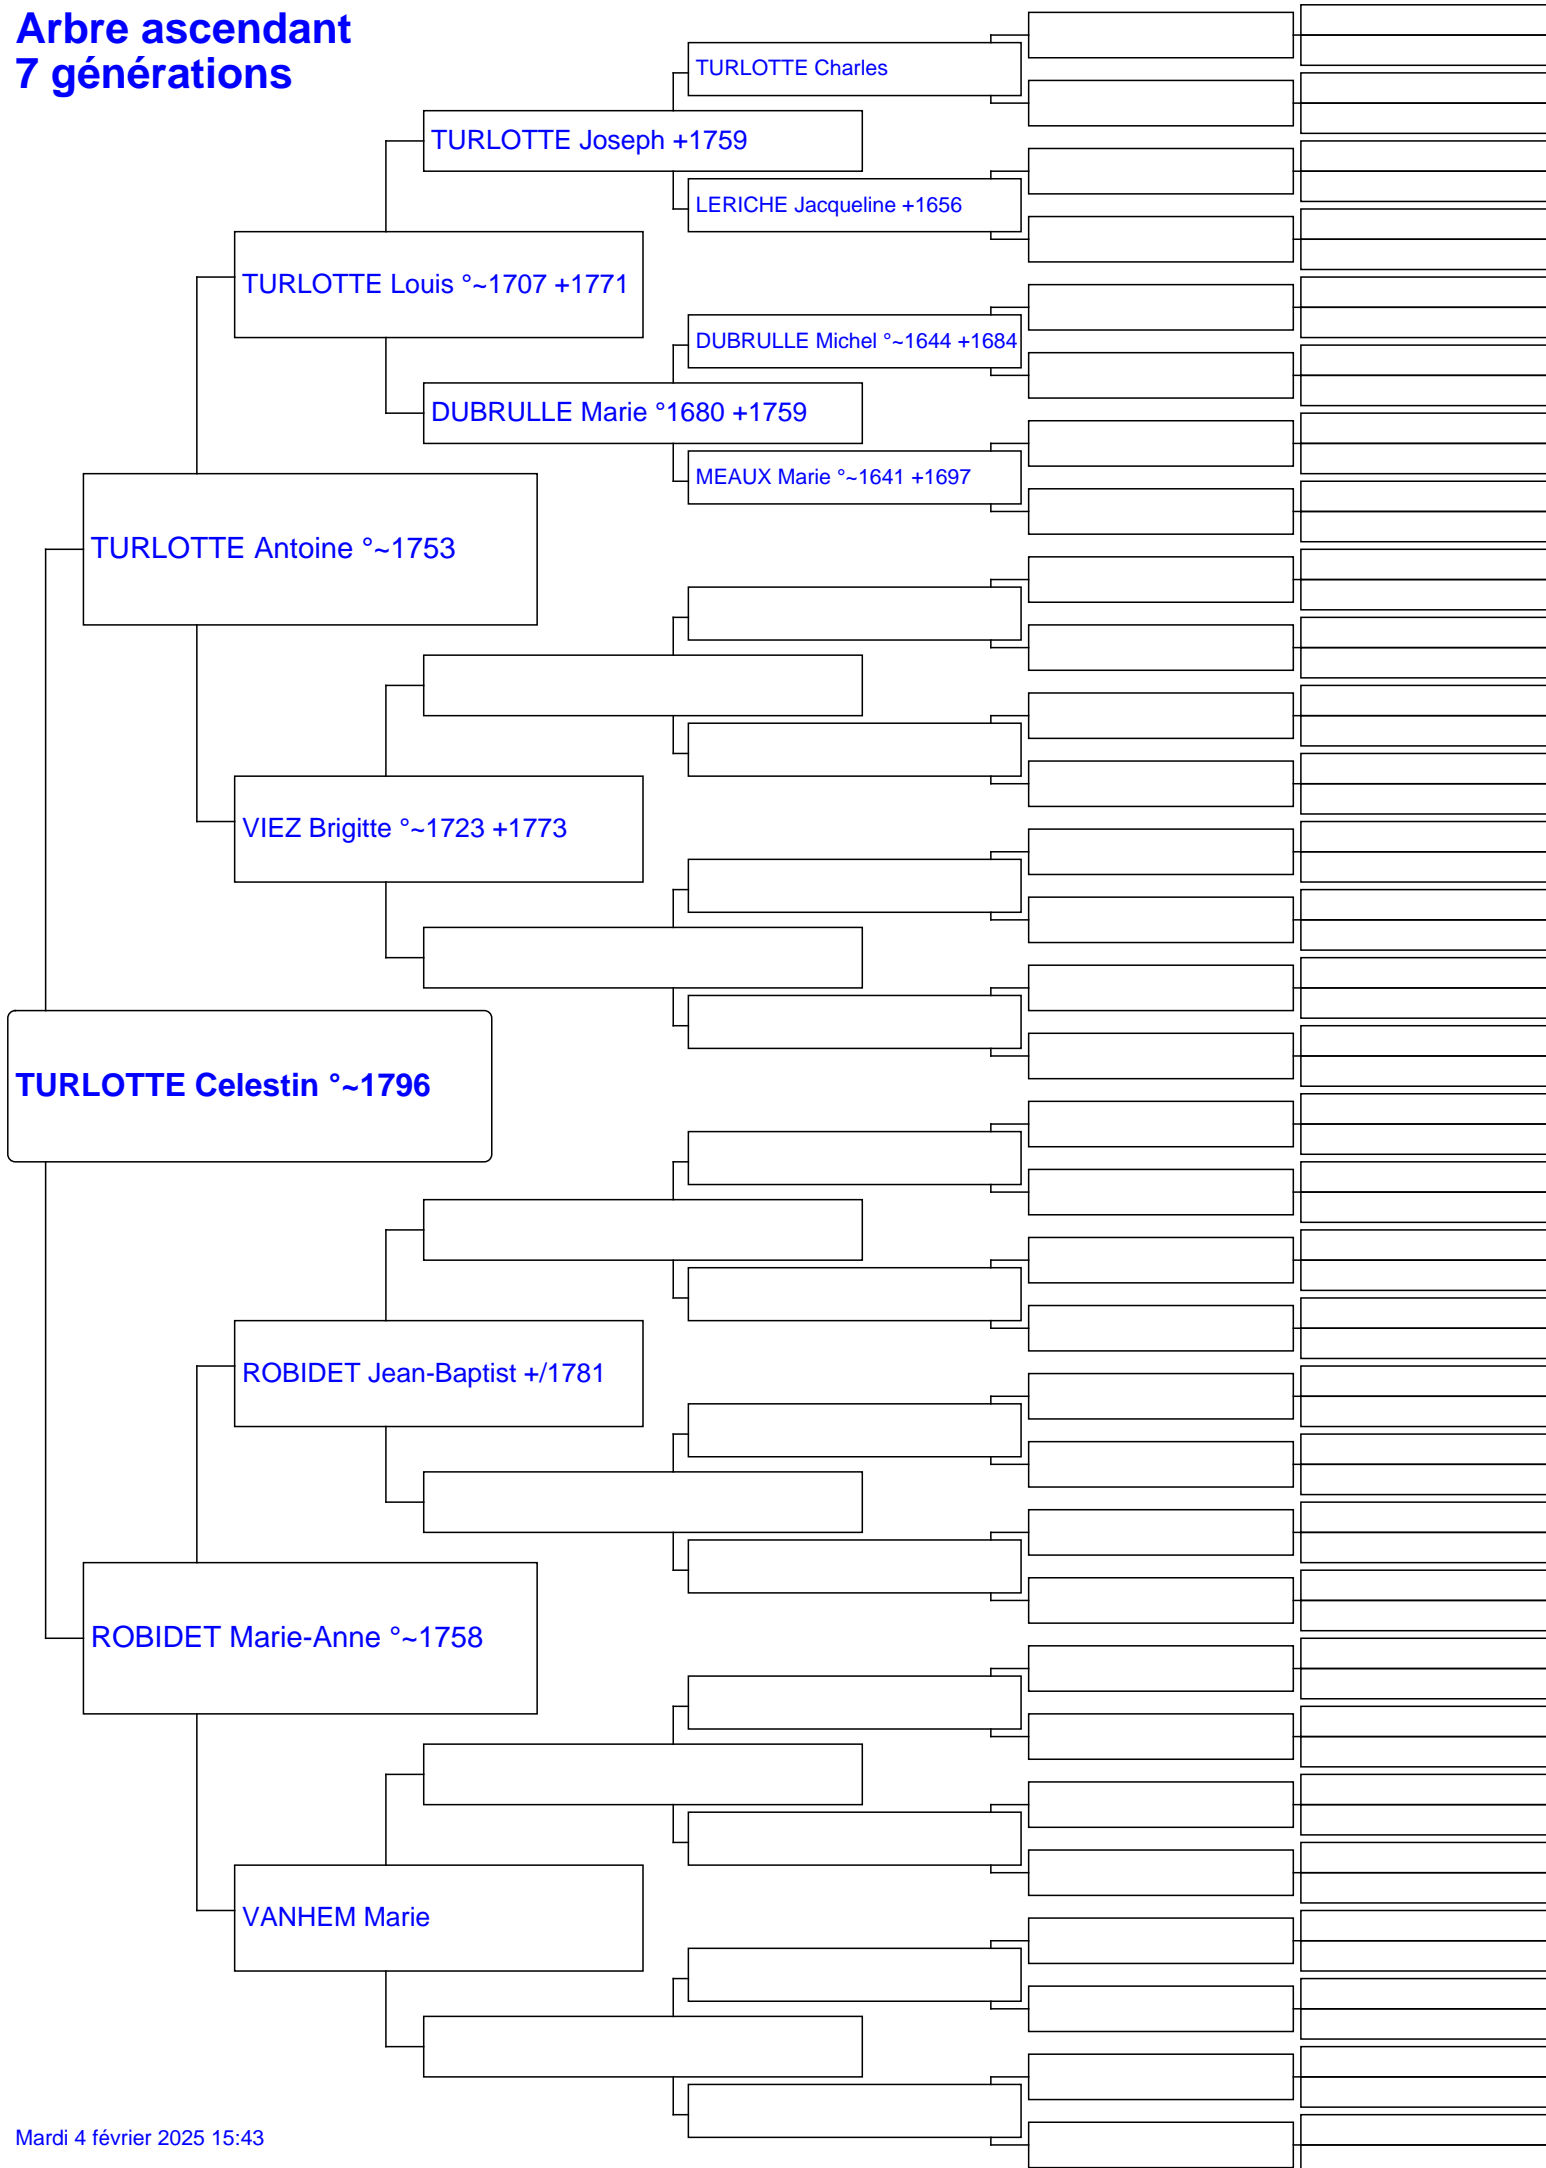 Arbre ascendant
7 générations
TURLOTTE Charles
TURLOTTE Joseph +1759
LERICHE Jacqueline +1656
TURLOTTE Louis °~1707 +1771
DUBRULLE Michel °~1644 +1684
DUBRULLE Marie °1680 +1759
MEAUX Marie °~1641 +1697
TURLOTTE Antoine °~1753
VIEZ Brigitte °~1723 +1773
TURLOTTE Celestin °~1796
ROBIDET Jean-Baptist +/1781
ROBIDET Marie-Anne °~1758
VANHEM Marie
Mardi 4 février 2025 15:43